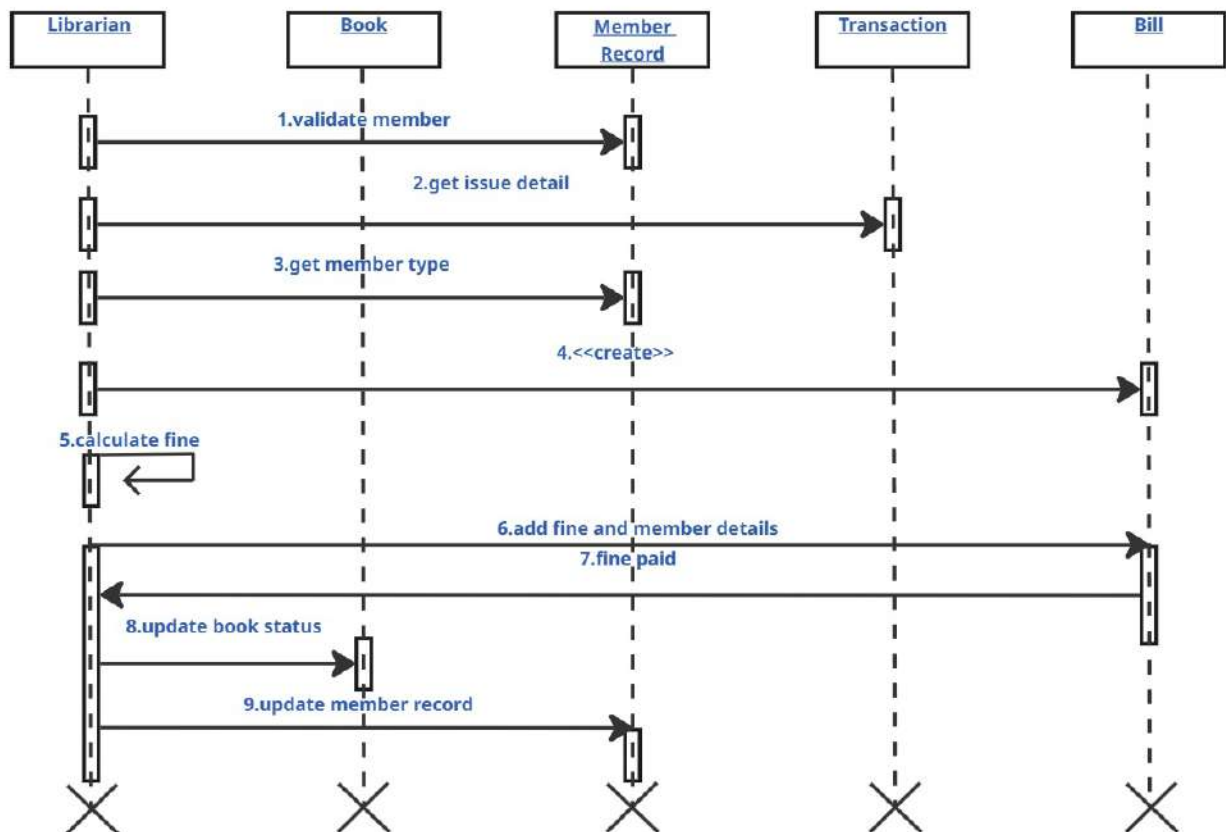 Librarian
Book
Member
Record
Transaction
Bill
1.validate member
2.get issue detail
3.get member type
4.<<create>>
5.calculate fine
6.add fine and member details
7.fine paid
8.update book status
9.update member record